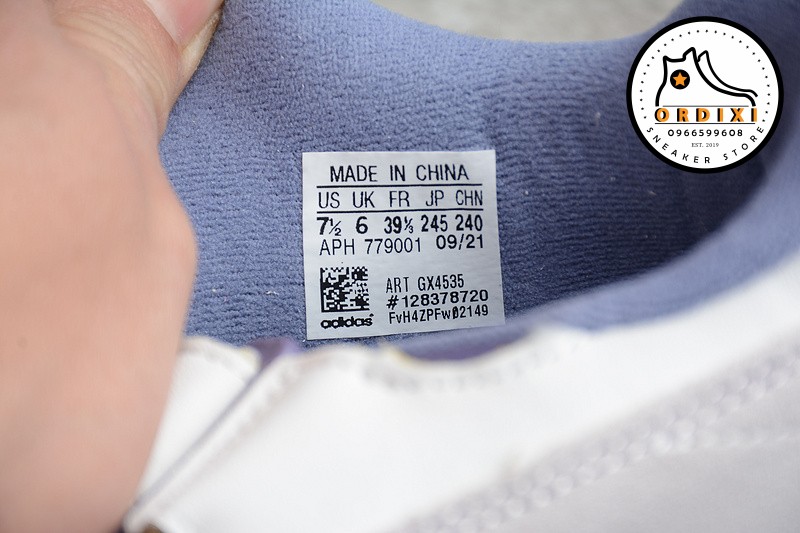 ORDIXI
0966599608
EST. 2019
SNEAKER STORE
MADE IN CHINA
US UK FR JP CHN
7½ 6 39⅓ 245 240
APH 779001 09/21
ART GX4535
#128378720
adidas